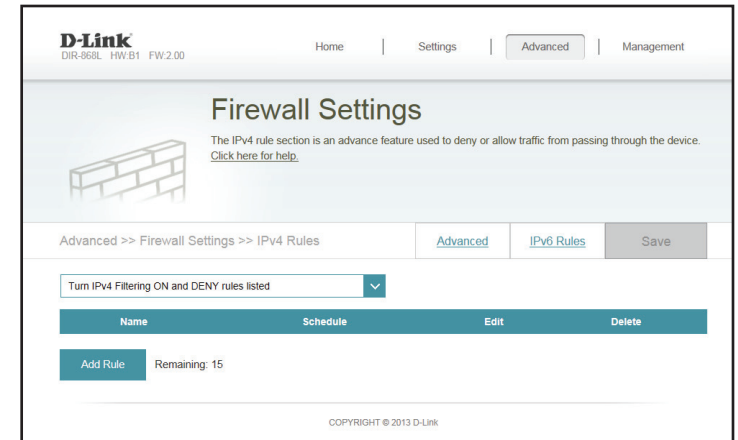 D-Link
DIR-868L HW:B1 FW:2.00
Home | Settings | Advanced | Management
Firewall Settings
The IPv4 rule section is an advance feature used to deny or allow traffic from passing through the device.
Click here for help.
Advanced >> Firewall Settings >> IPv4 Rules Advanced IPv6 Rules Save
Turn IPv4 Filtering ON and DENY rules listed
Name Schedule Edit Delete
Add Rule Remaining: 15
COPYRIGHT © 2013 D-Link